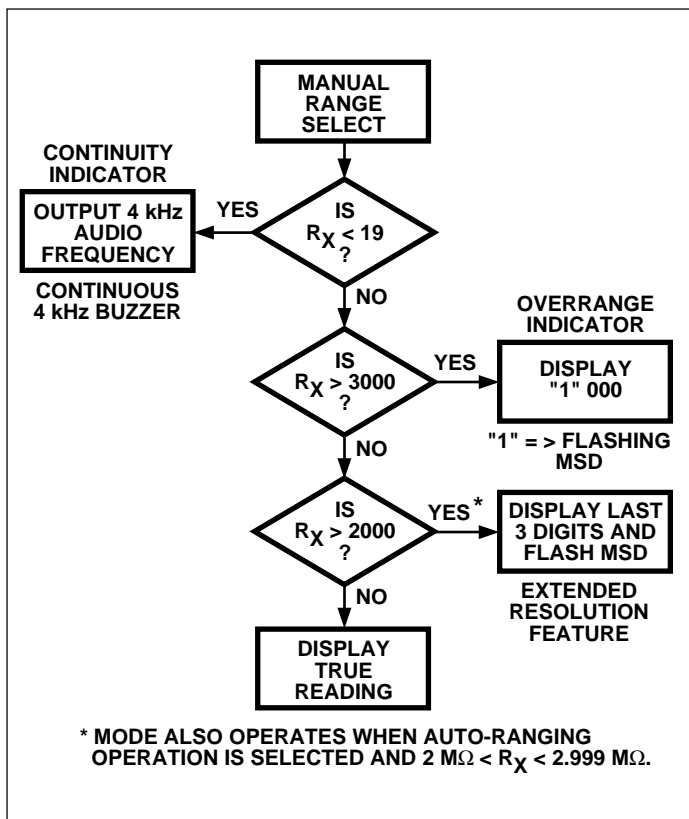 MANUAL
RANGE
SELECT
CONTINUITY
INDICATOR
OUTPUT 4 kHz
AUDIO
FREQUENCY
CONTINUOUS
4 kHz BUZZER
YES
IS
RX < 19
?
NO
IS
RX > 3000
?
YES
OVERRANGE
INDICATOR
DISPLAY
"1" 000
"1" = > FLASHING
MSD
NO
IS
RX > 2000
?
YES*
DISPLAY LAST
3 DIGITS AND
FLASH MSD
EXTENDED
RESOLUTION
FEATURE
NO
DISPLAY
TRUE
READING
* MODE ALSO OPERATES WHEN AUTO-RANGING
OPERATION IS SELECTED AND 2 MΩ < RX < 2.999 MΩ.